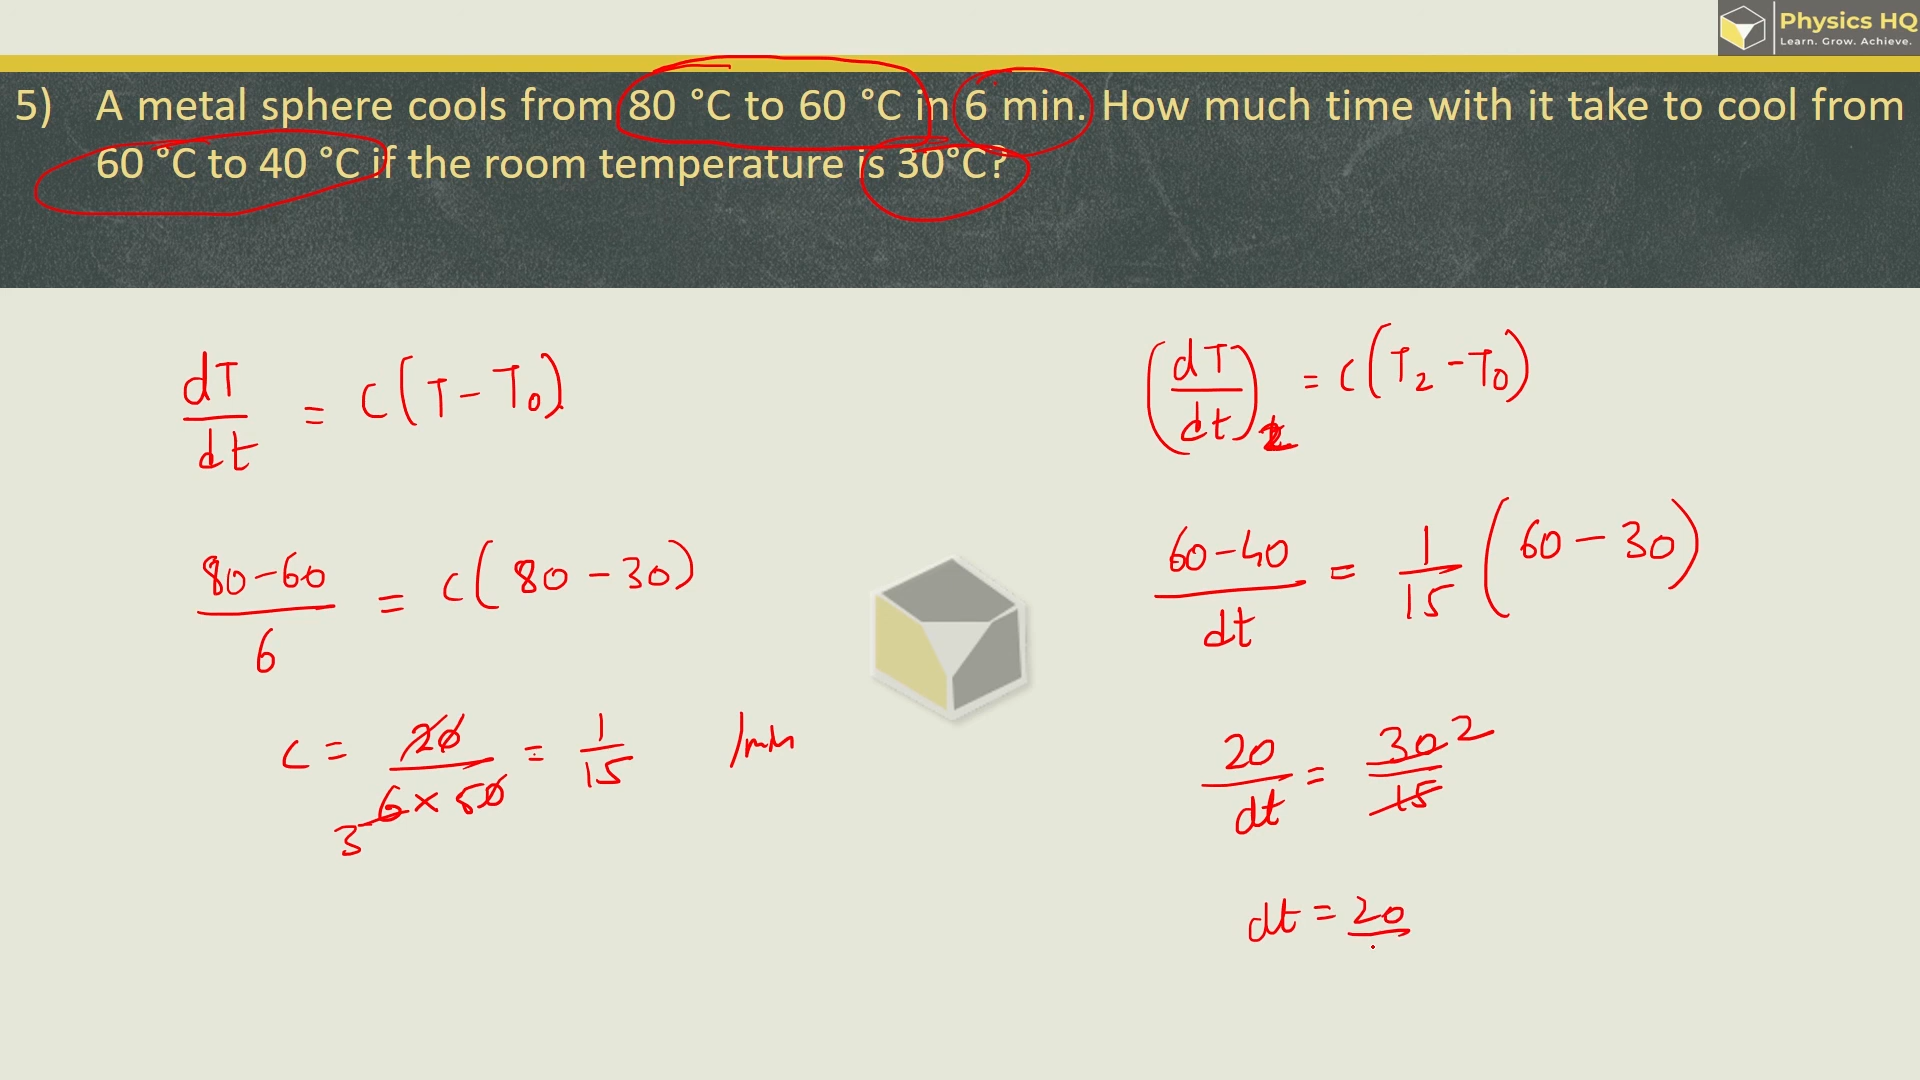 Physics HQ
Learn. Grow. Achieve.
5) A metal sphere cools from 80 °C to 60 °C in 6 min. How much time with it take to cool from
60 °C to 40 °C if the room temperature is 30°C?
dT/dt = C(T - T₀)
(80-60)/6 = C(80 - 30)
C = 20/(6 × 50) = 1/15 /min
3
(dT/dt)₂ = C(T₂ - T₀)
(60-40)/dt = 1/15 (60 - 30)
20/dt = 30/15 2
dt = 20